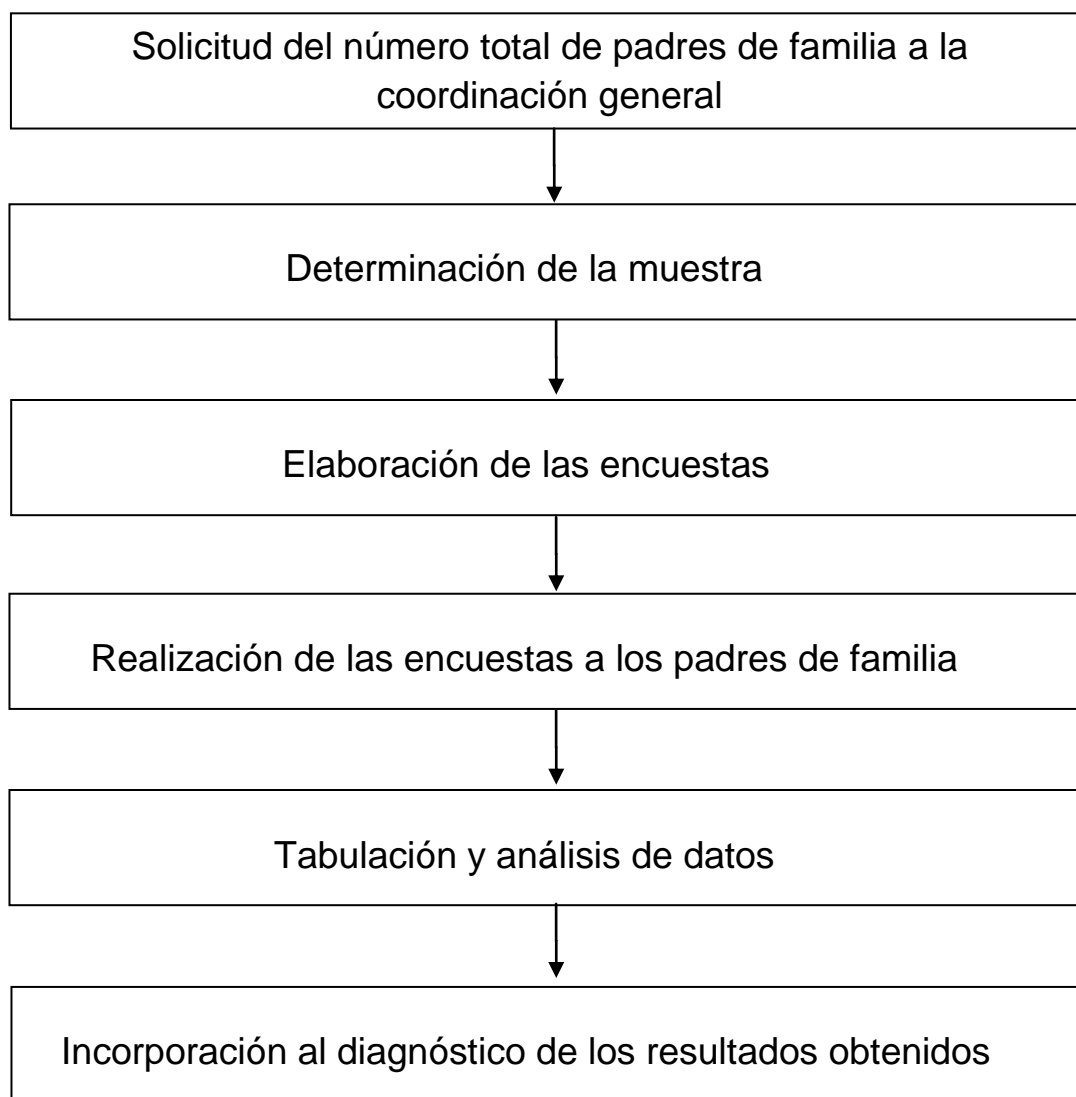 Solicitud del número total de padres de familia a la
coordinación general
Determinación de la muestra
Elaboración de las encuestas
Realización de las encuestas a los padres de familia
Tabulación y análisis de datos
Incorporación al diagnóstico de los resultados obtenidos